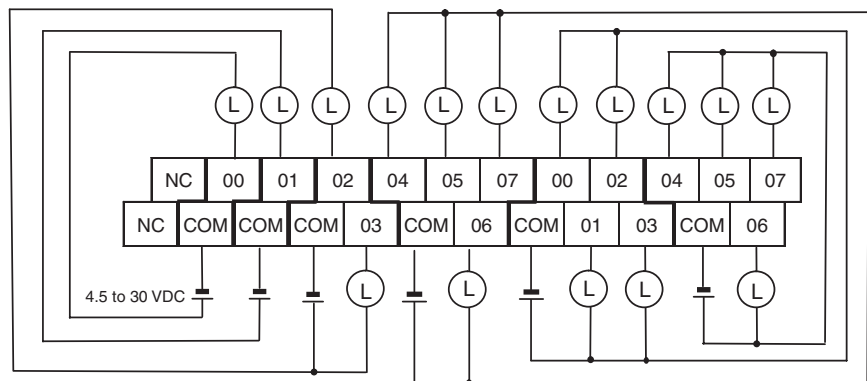 L L L L L L L L L L L
NC 00 01 02 04 05 07 00 02 04 05 07
NC COM COM COM 03 COM 06 COM 01 03 COM 06
4.5 to 30 VDC L L L L L